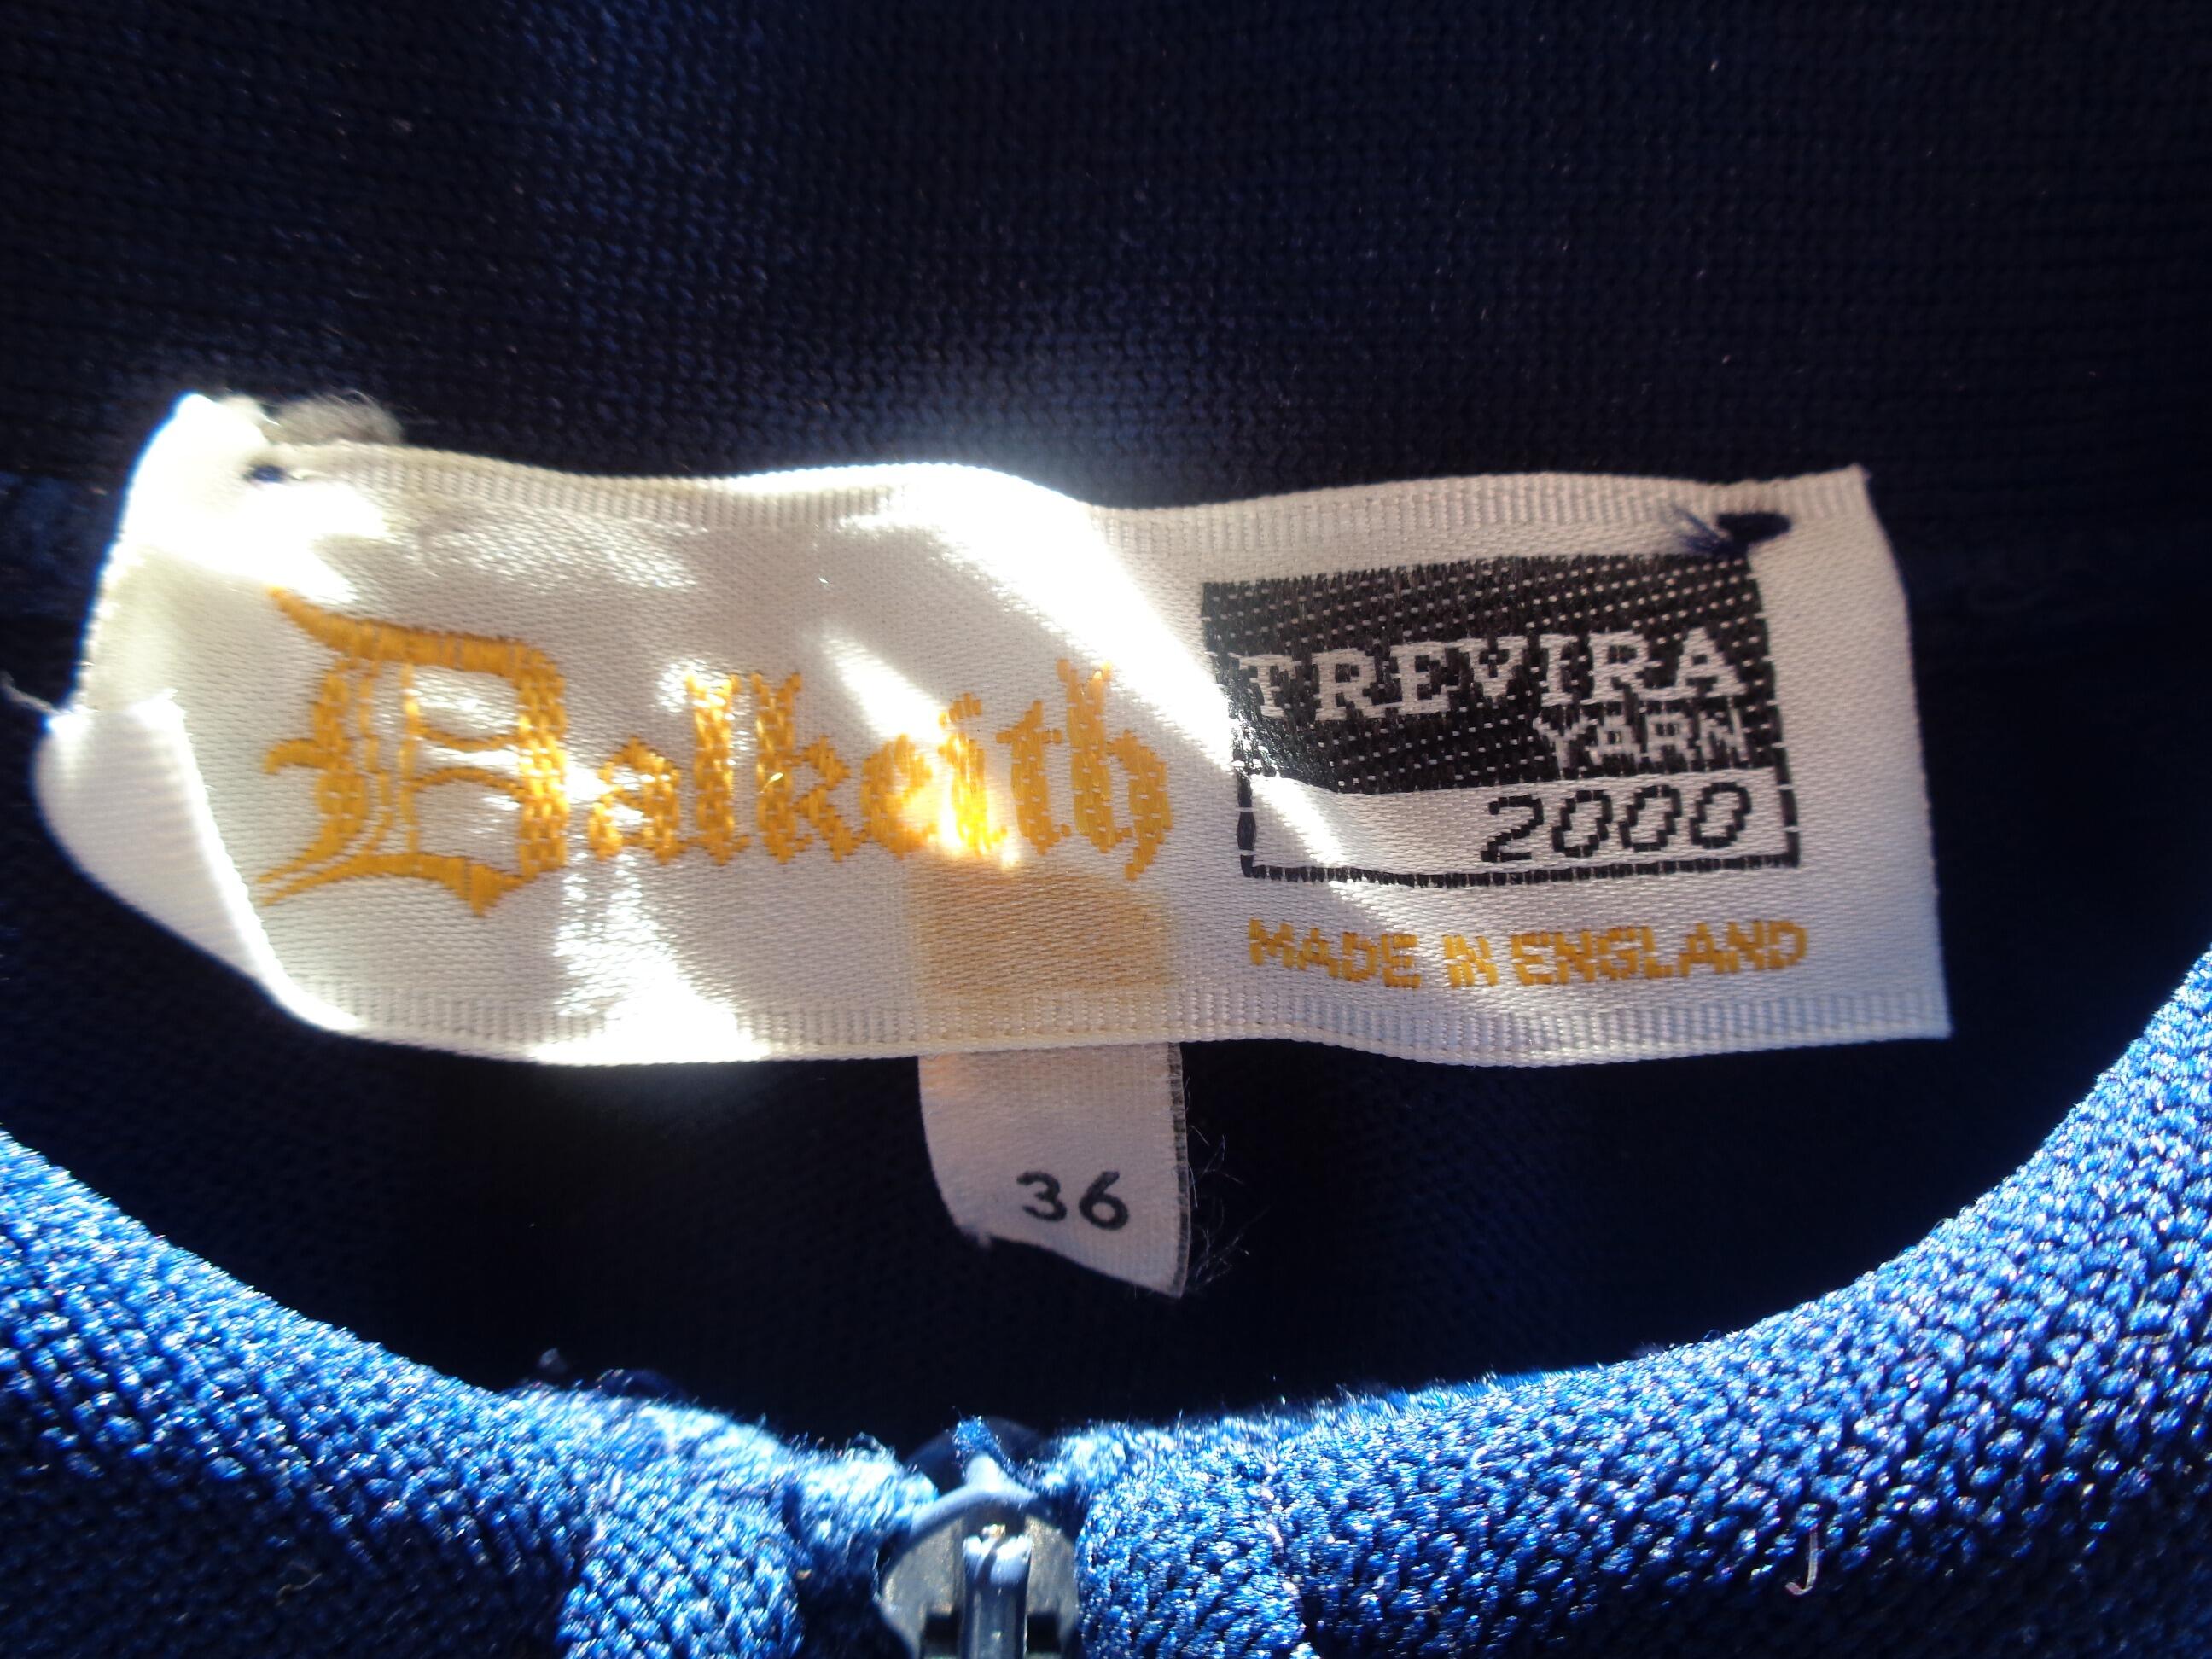 Dalkeith
TREVIRA
YARN
2000
MADE IN ENGLAND
36